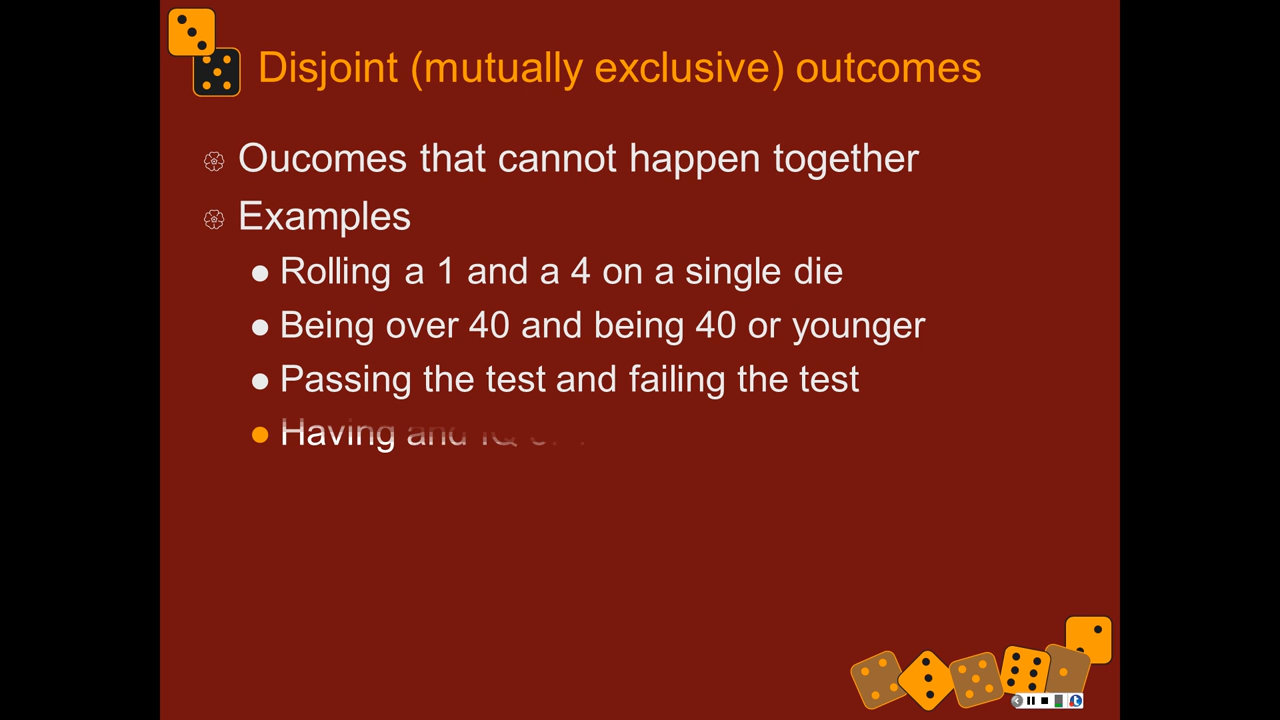 Disjoint (mutually exclusive) outcomes
Oucomes that cannot happen together
Examples
Rolling a 1 and a 4 on a single die
Being over 40 and being 40 or younger
Passing the test and failing the test
Having and IQ